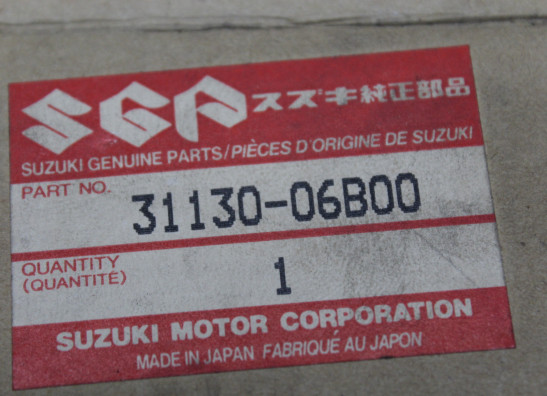 SGP スズキ純正部品
SUZUKI GENUINE PARTS/PIÈCES D'ORIGINE DE SUZUKI
PART NO. 31130-06B00
QUANTITY
(QUANTITÉ) 1
SUZUKI MOTOR CORPORATION
MADE IN JAPAN FABRIQUÉ AU JAPON